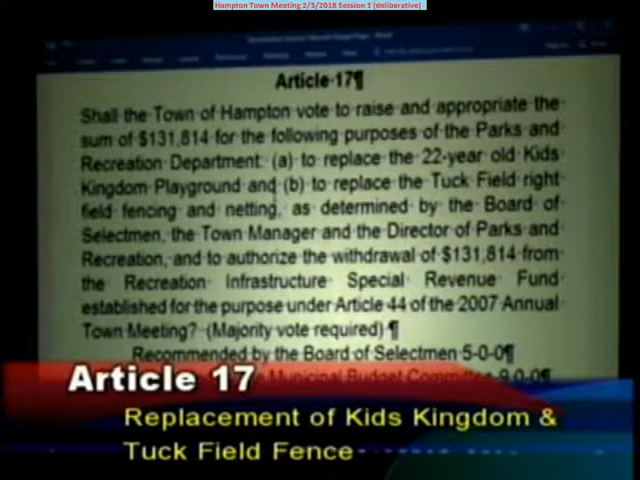 Hampton Town Meeting 2/3/2018 Session 1 (deliberative)
Article·17¶
Shall the Town of Hampton vote to raise and appropriate the
sum of $131,814 for the following purposes of the Parks and
Recreation Department: (a) to replace the 22-year old Kids
Kingdom Playground and (b) to replace the Tuck Field right
field fencing and netting, as determined by the Board of
Selectmen, the Town Manager and the Director of Parks and
Recreation, and to authorize the withdrawal of $131,814 from
the Recreation Infrastructure Special Revenue Fund
established for the purpose under Article 44 of the 2007 Annual
Town Meeting? (Majority vote required) ¶
Recommended by the Board of Selectmen 5-0-0¶
Municipal Budget Committee 9-0-0¶
Article 17
Replacement of Kids Kingdom &
Tuck Field Fence